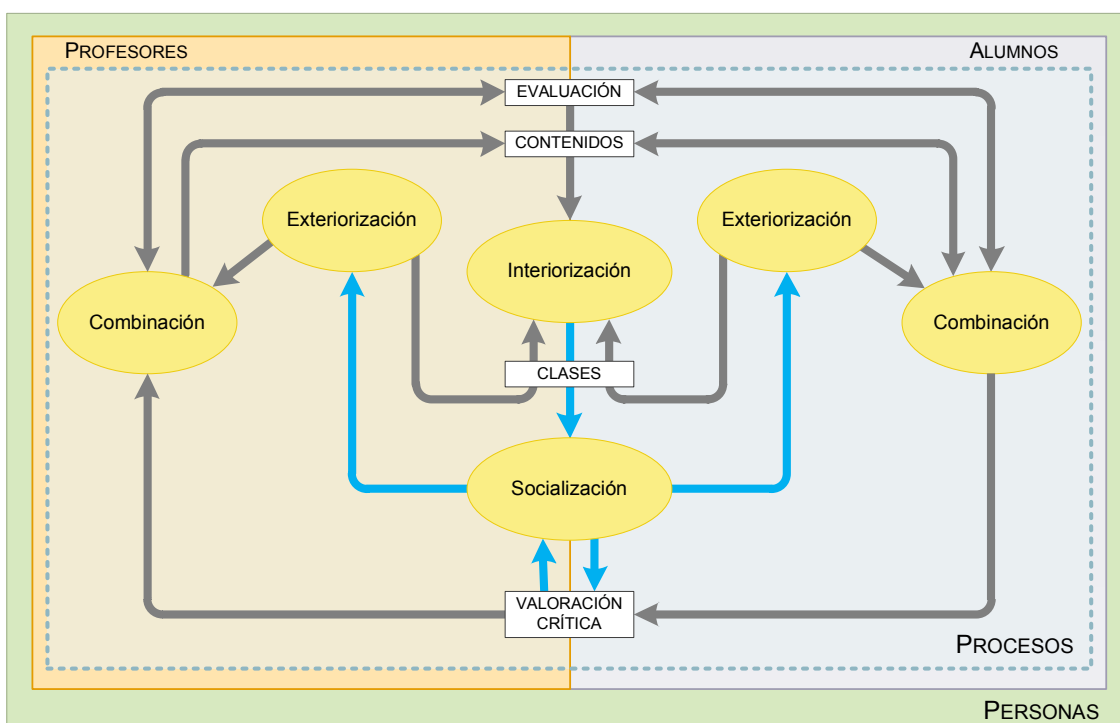 PROFESORES
ALUMNOS
EVALUACIÓN
CONTENIDOS
Exteriorización
Exteriorización
Interiorización
Combinación
Combinación
CLASES
Socialización
VALORACIÓN
CRÍTICA
PROCESOS
PERSONAS